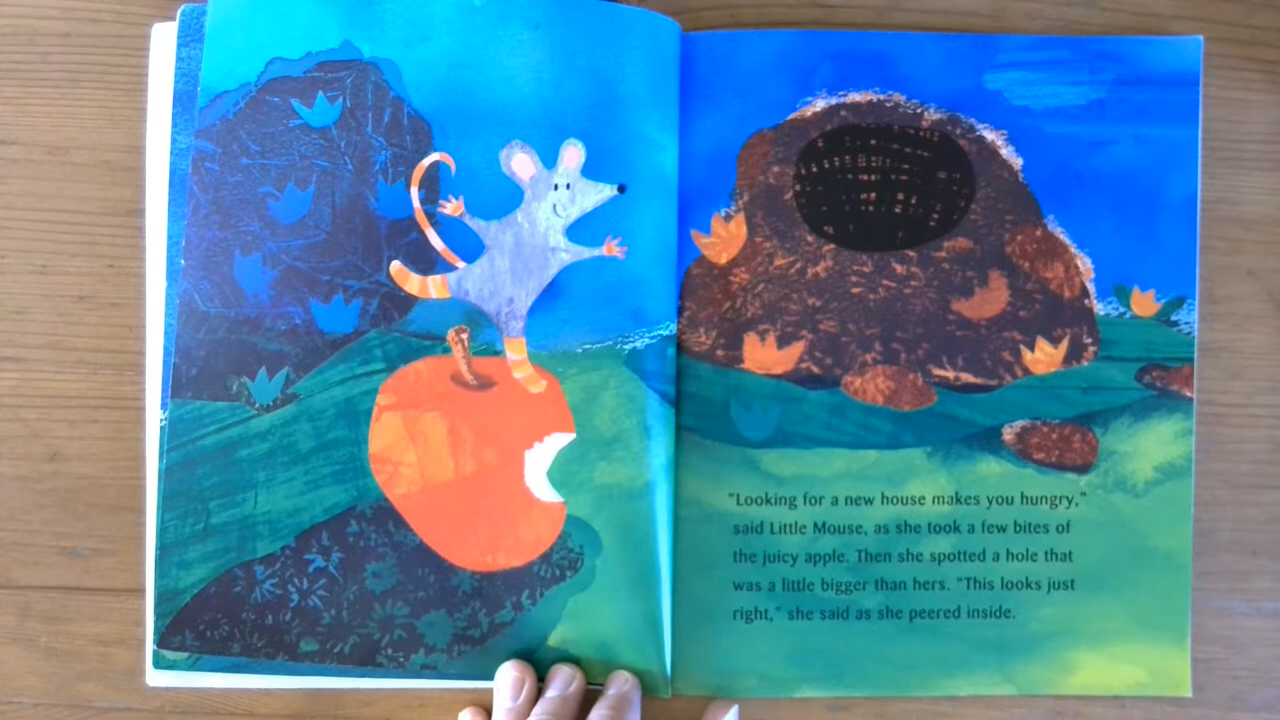 “Looking for a new house makes you hungry,”
said Little Mouse, as she took a few bites of
the juicy apple. Then she spotted a hole that
was a little bigger than hers. “This looks just
right,” she said as she peered inside.